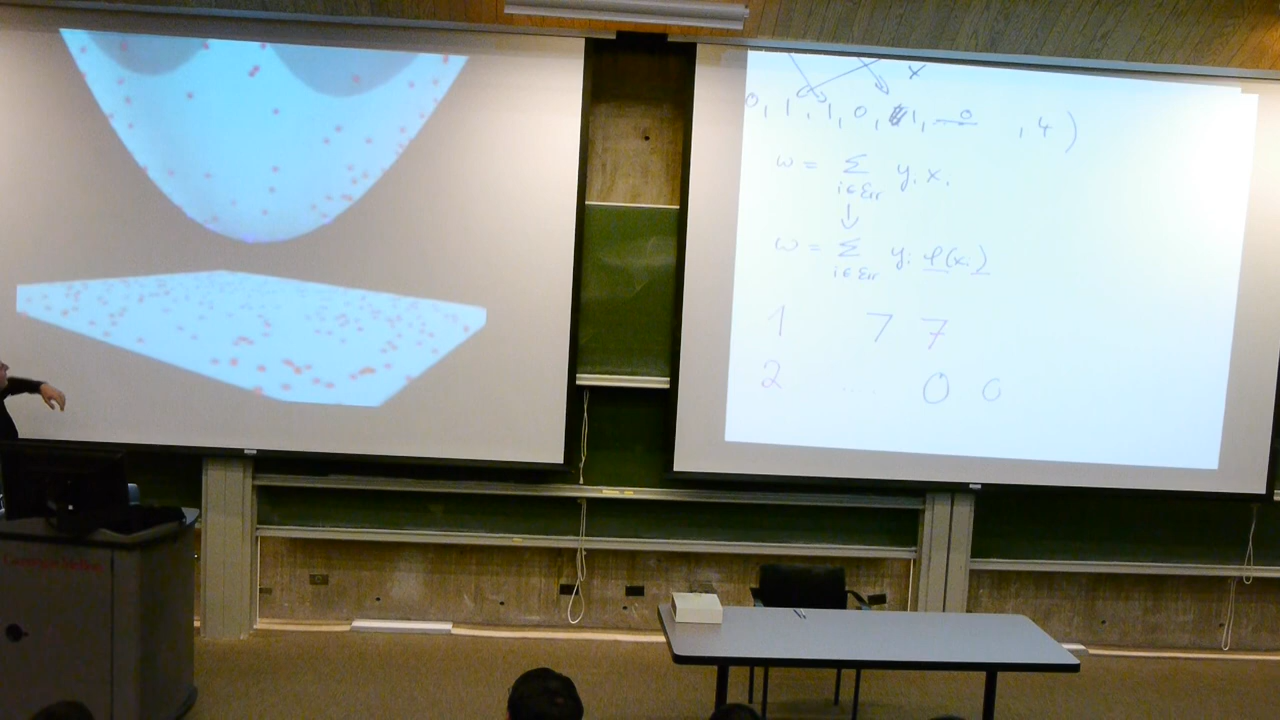 x
0, 1, 1, 0, 1, 0 , 4 )
w = Σ yᵢ xᵢ
i ∈ Err
↓
w = Σ yᵢ φ(xᵢ)
i ∈ Err
1 7 7
2 ... 0 0